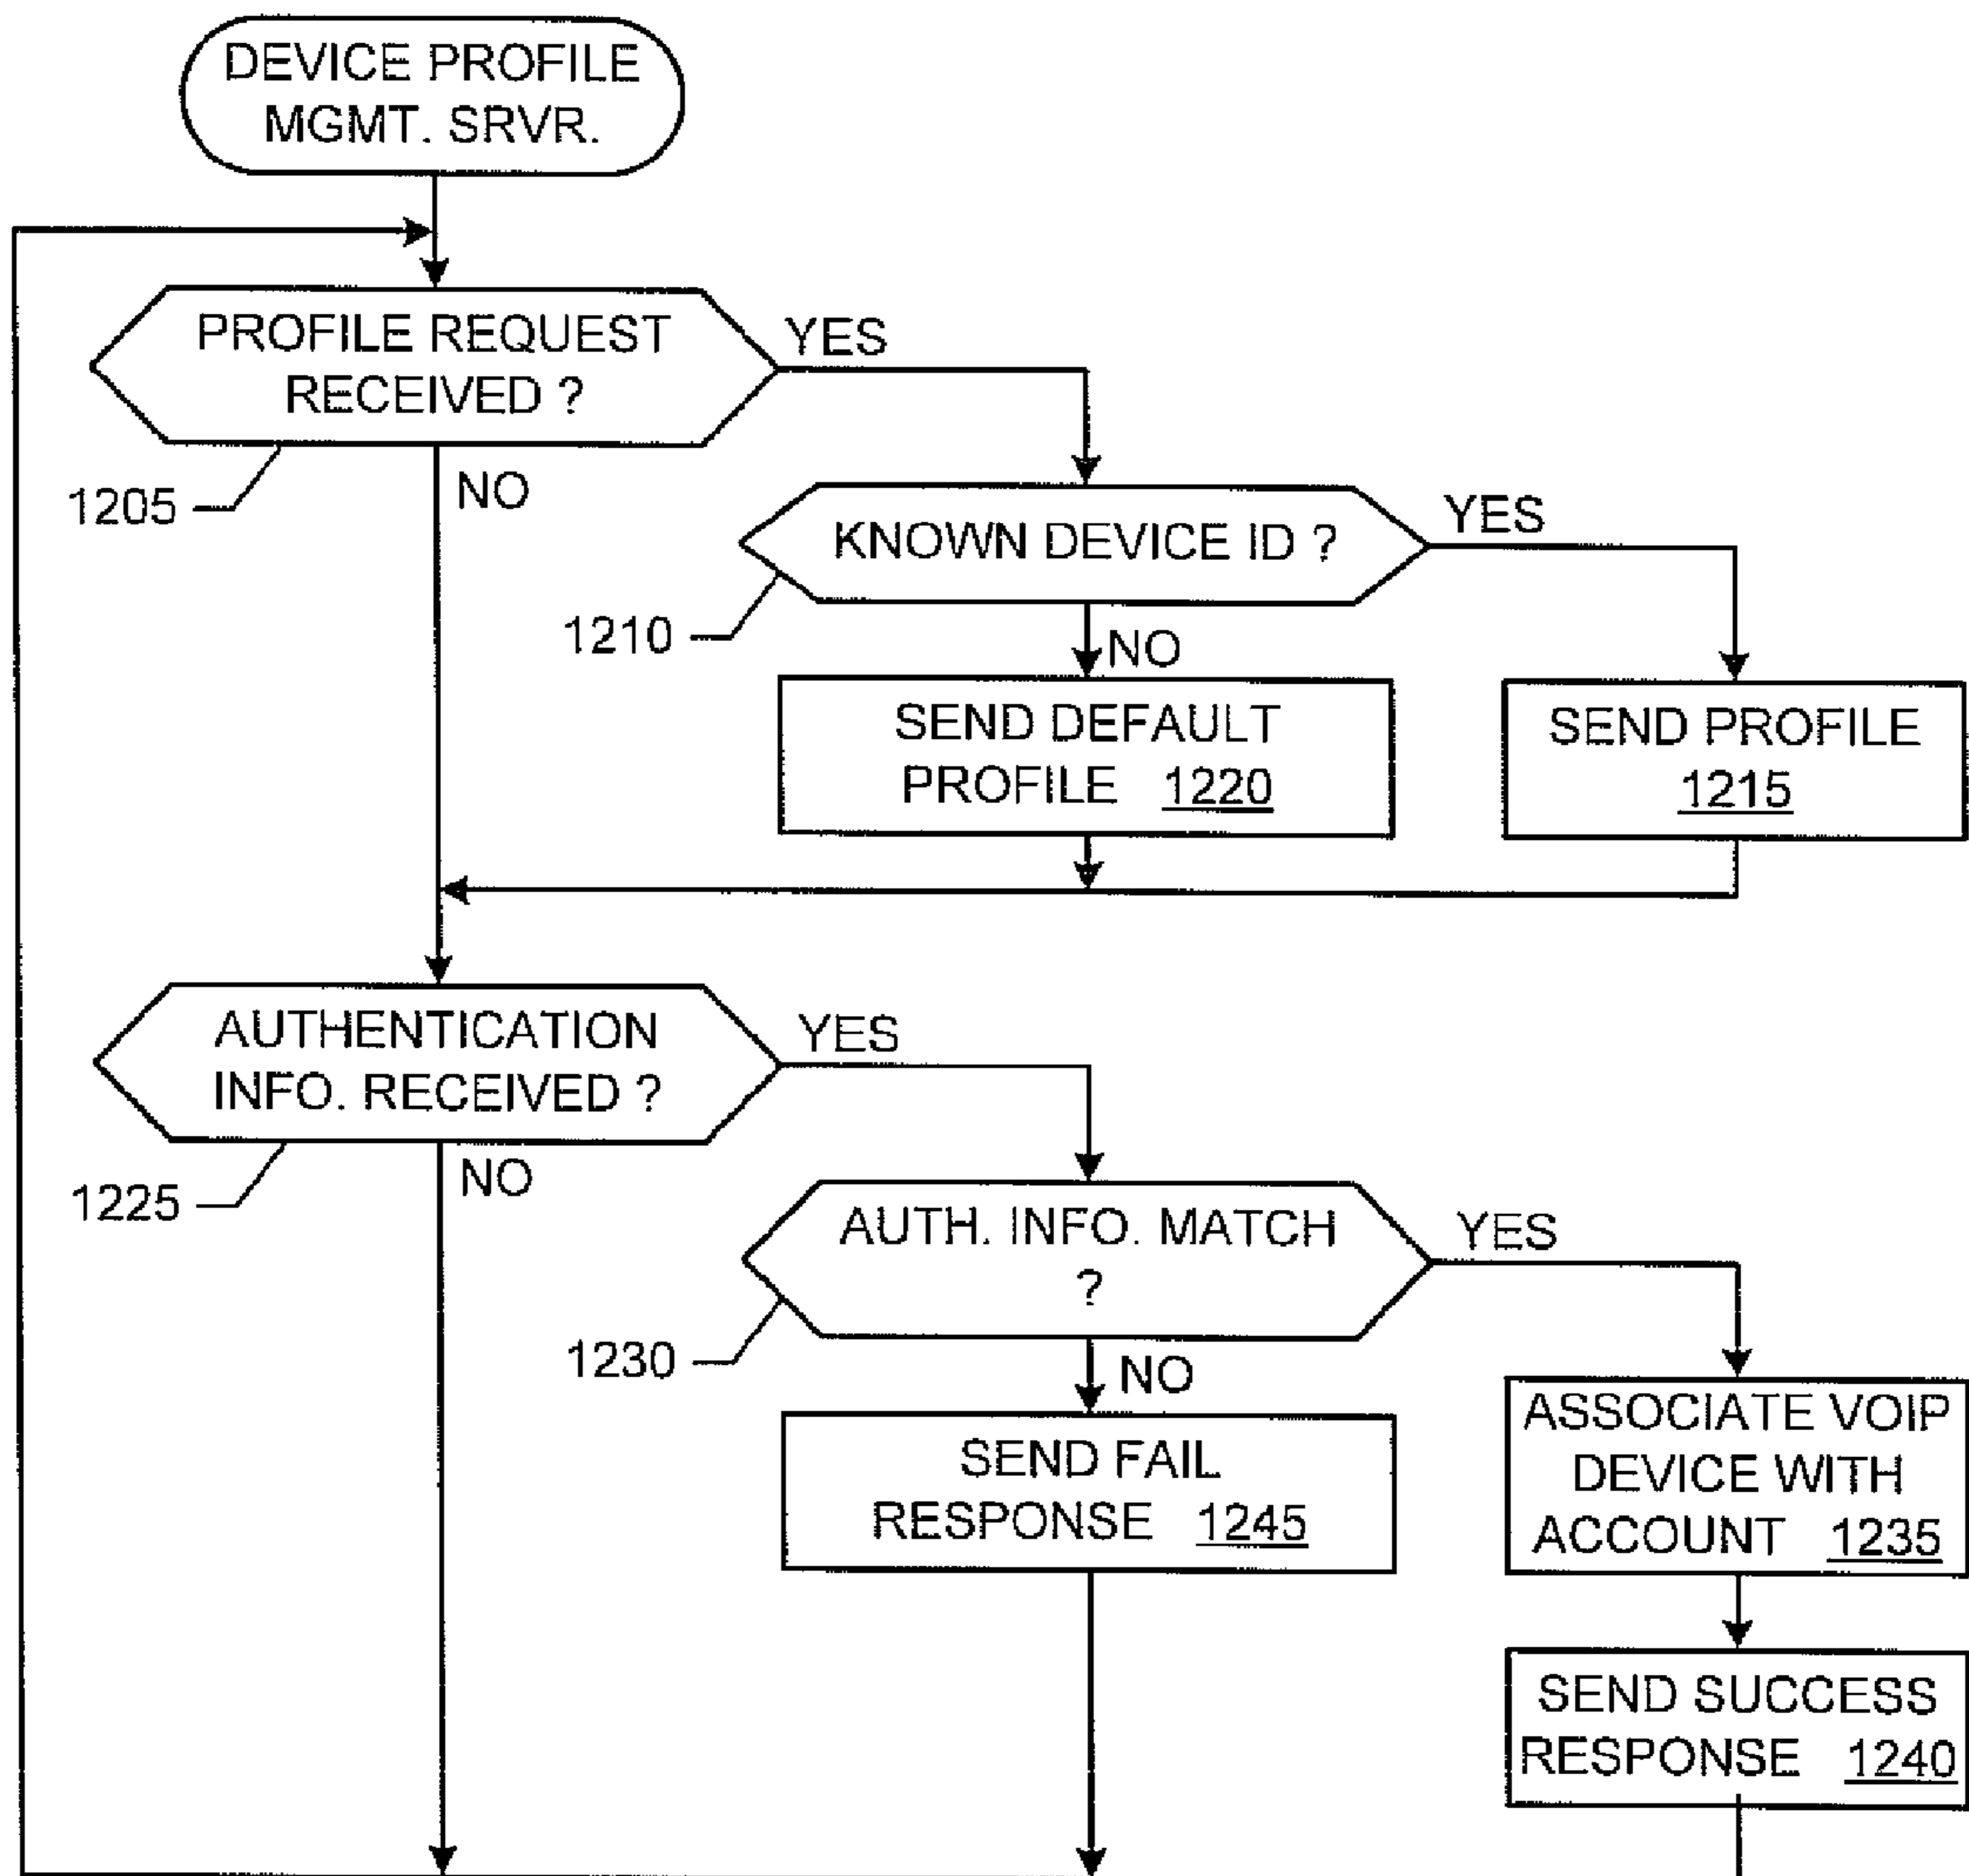 DEVICE PROFILE
MGMT. SRVR.
PROFILE REQUEST
RECEIVED ?
YES
1205
NO
KNOWN DEVICE ID ?
YES
1210
NO
SEND DEFAULT
PROFILE 1220
SEND PROFILE
1215
AUTHENTICATION
INFO. RECEIVED ?
YES
1225
NO
AUTH. INFO. MATCH
?
YES
1230
NO
SEND FAIL
RESPONSE 1245
ASSOCIATE VOIP
DEVICE WITH
ACCOUNT 1235
SEND SUCCESS
RESPONSE 1240